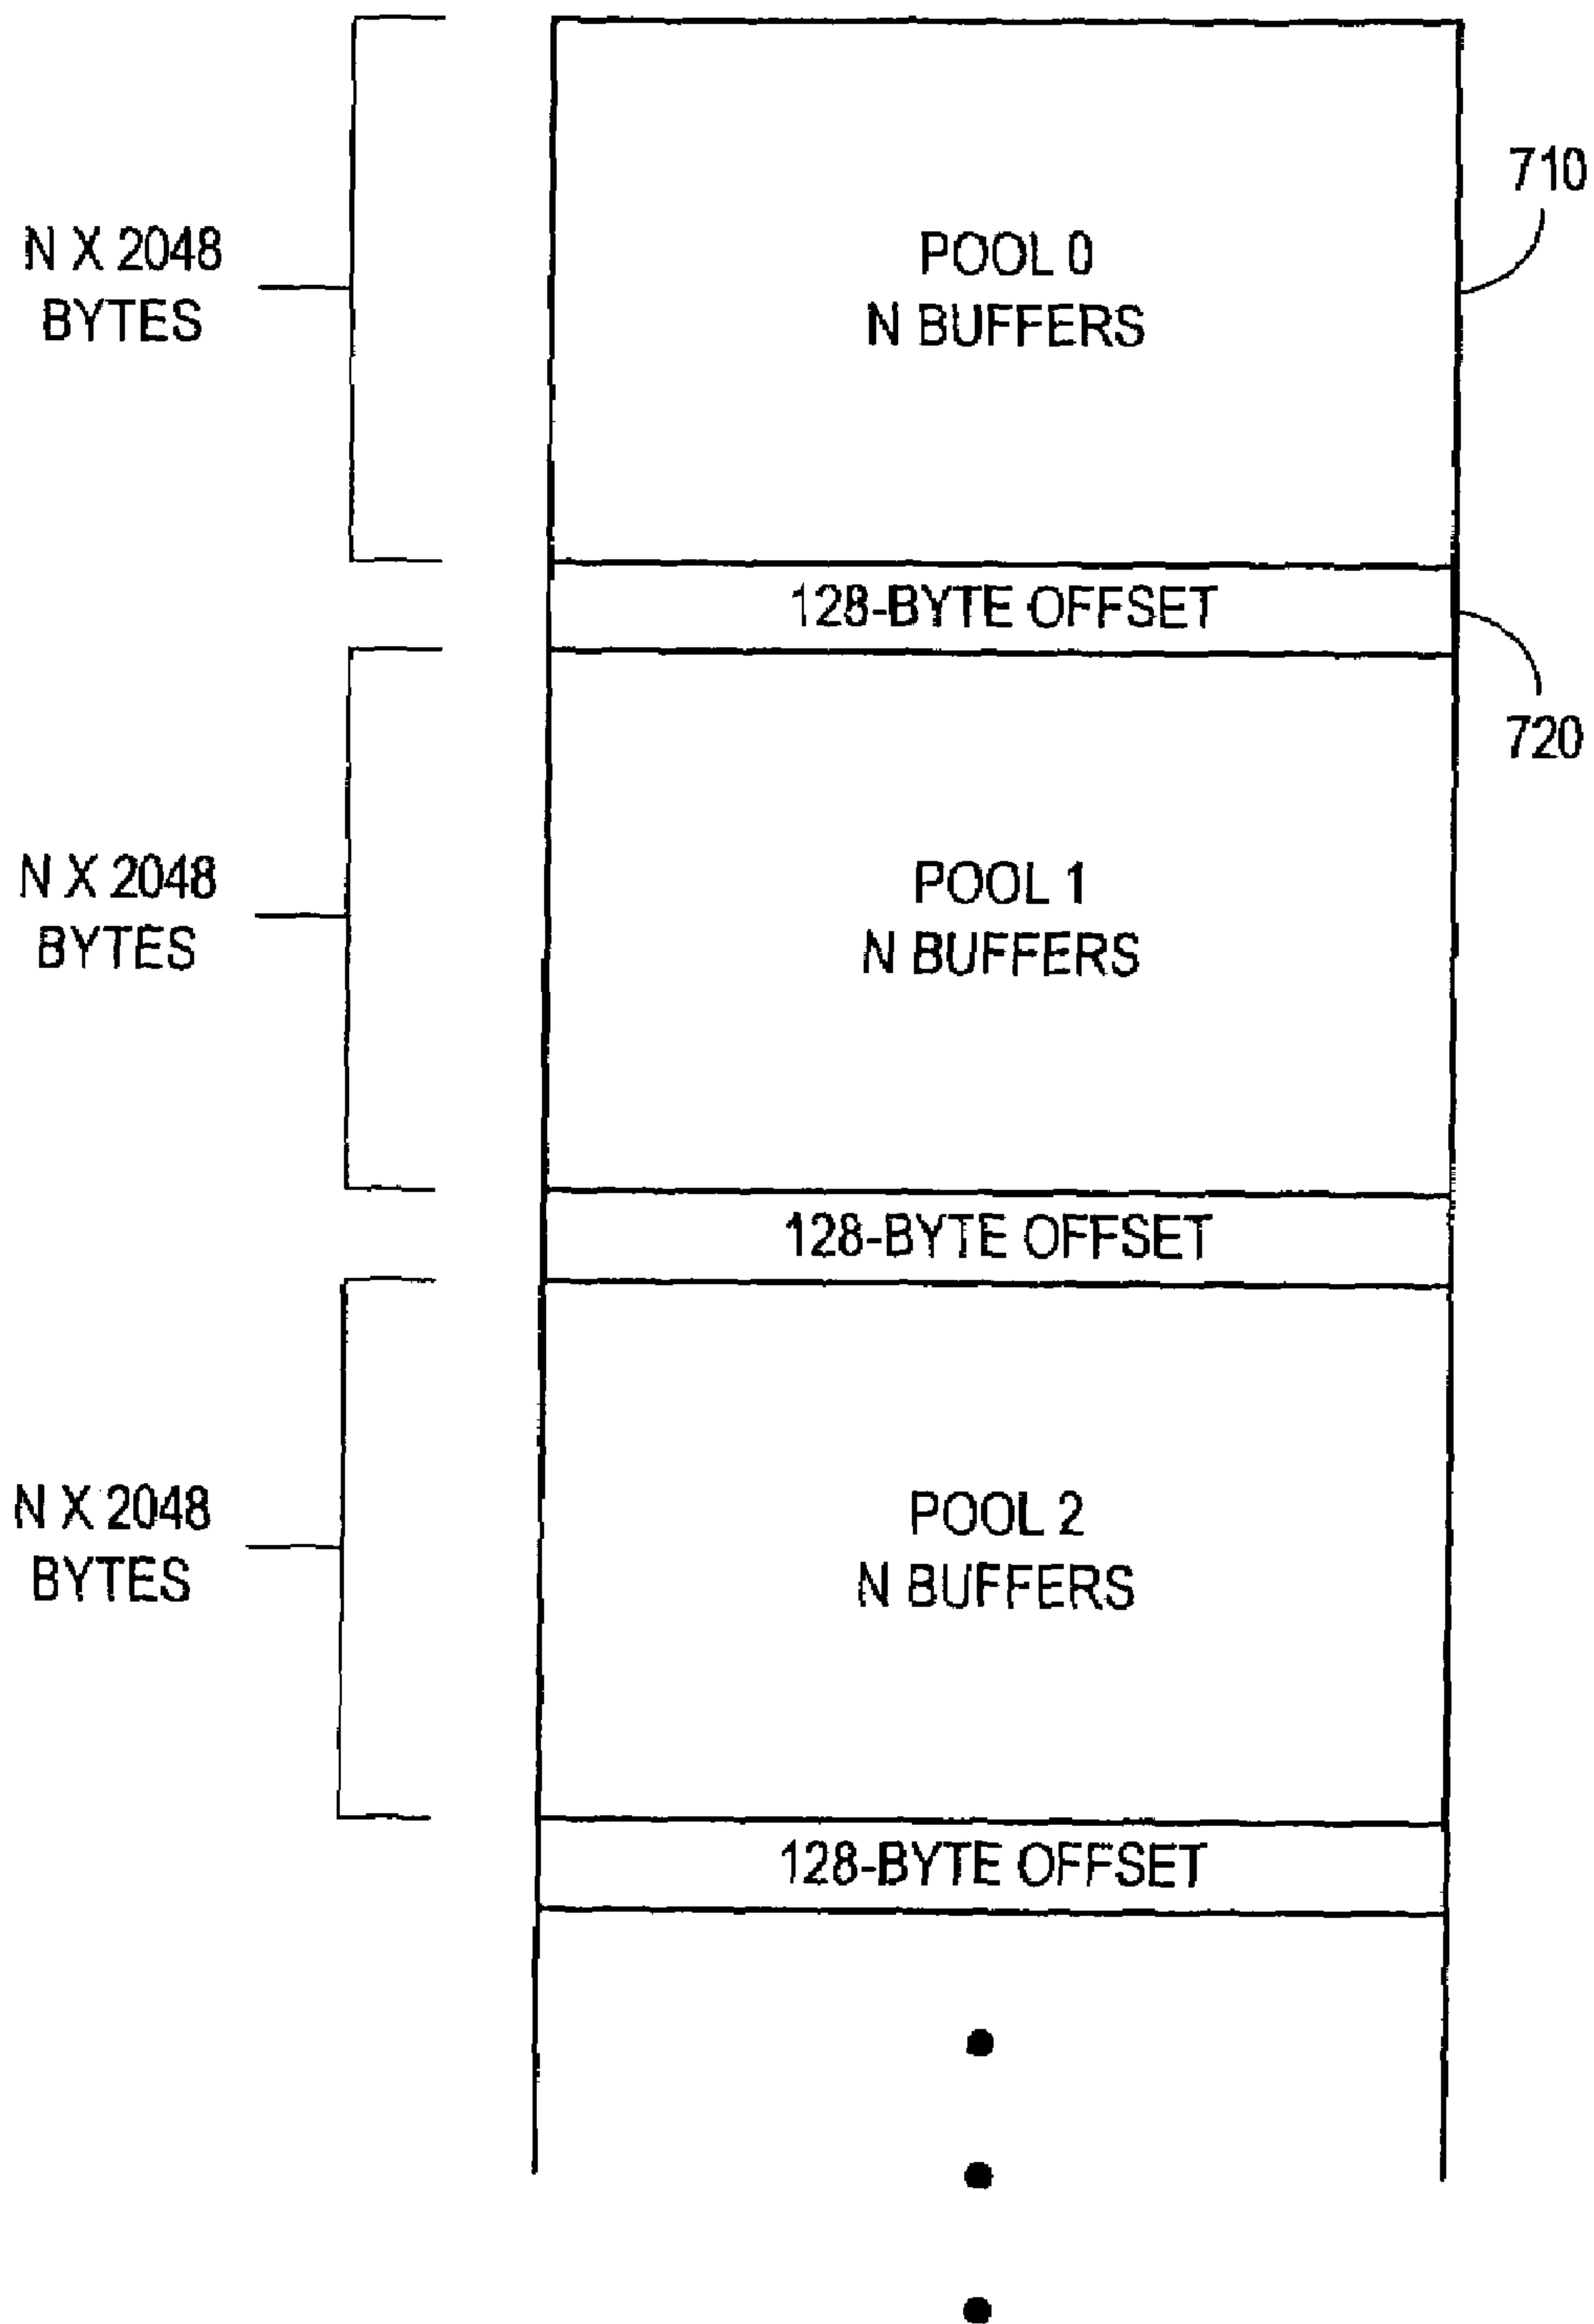 N X 2048
BYTES
POOL 0
N BUFFERS
710
128-BYTE OFFSET
720
N X 2048
BYTES
POOL 1
N BUFFERS
128-BYTE OFFSET
N X 2048
BYTES
POOL 2
N BUFFERS
128-BYTE OFFSET